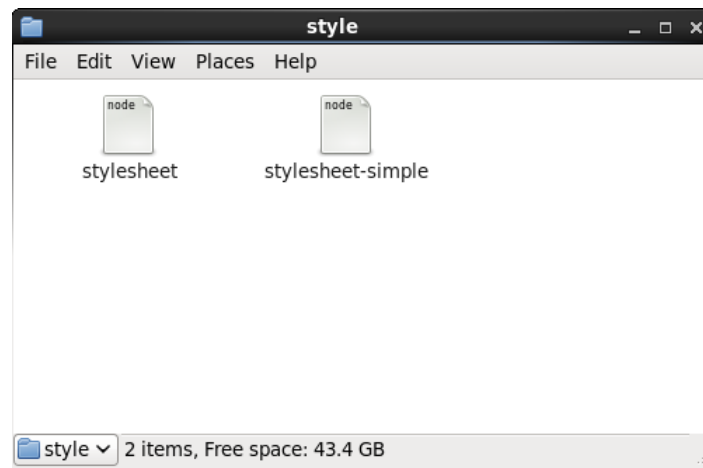 style
File Edit View Places Help
node node
stylesheet stylesheet-simple
style 2 items, Free space: 43.4 GB